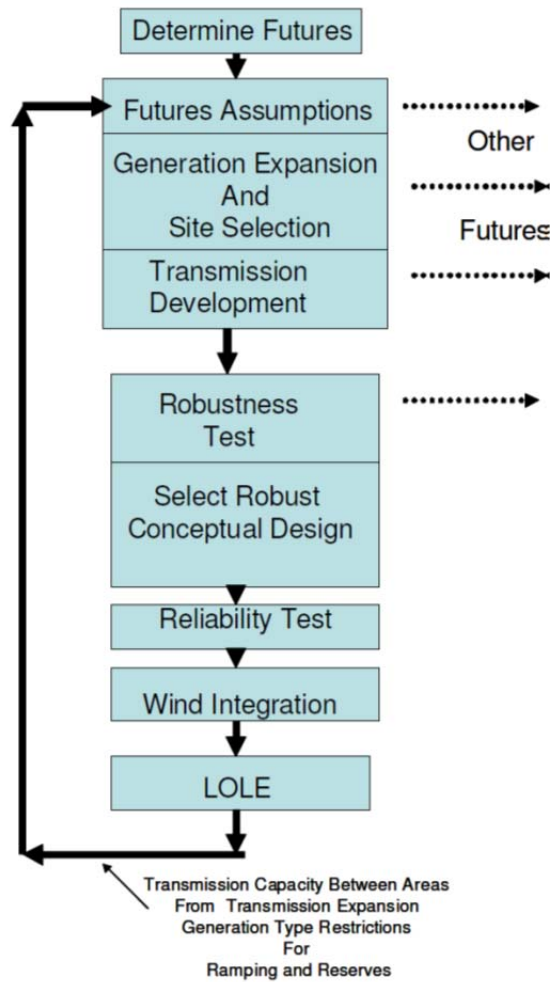 Determine Futures
Futures Assumptions
Other
Generation Expansion
And
Site Selection
Futures
Transmission
Development
Robustness
Test
Select Robust
Conceptual Design
Reliability Test
Wind Integration
LOLE
Transmission Capacity Between Areas
From Transmission Expansion
Generation Type Restrictions
For
Ramping and Reserves